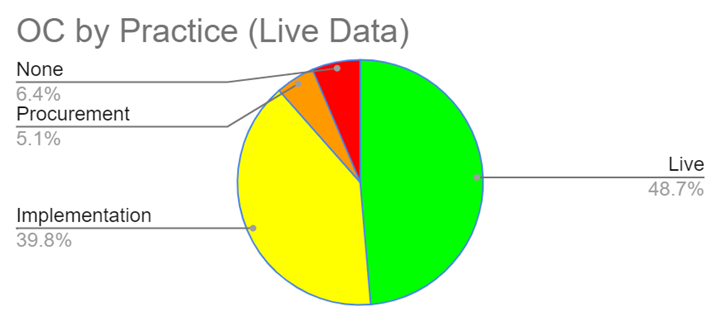 OC by Practice (Live Data)
None
6.4%
Procurement
5.1%
Implementation
39.8%
Live
48.7%